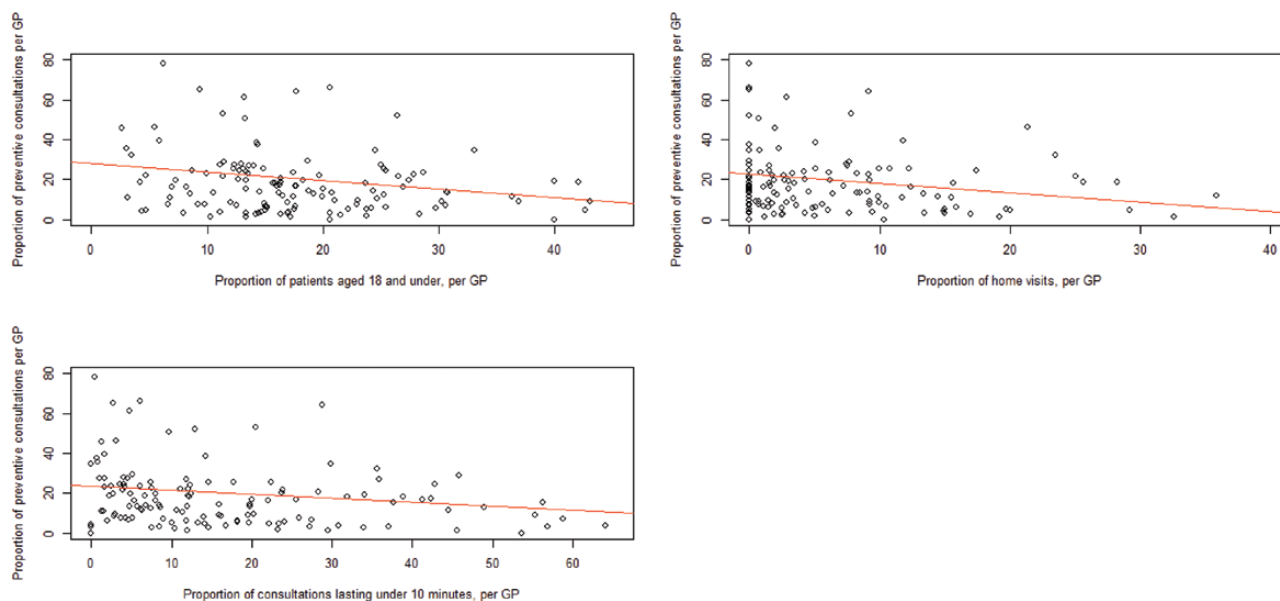 Proportion of preventive consultations per GP
80
60
40
20
0
0 10 20 30 40
Proportion of patients aged 18 and under, per GP
Proportion of preventive consultations per GP
80
60
40
20
0
0 10 20 30 40
Proportion of home visits, per GP
Proportion of preventive consultations per GP
80
60
40
20
0
0 10 20 30 40 50 60
Proportion of consultations lasting under 10 minutes, per GP